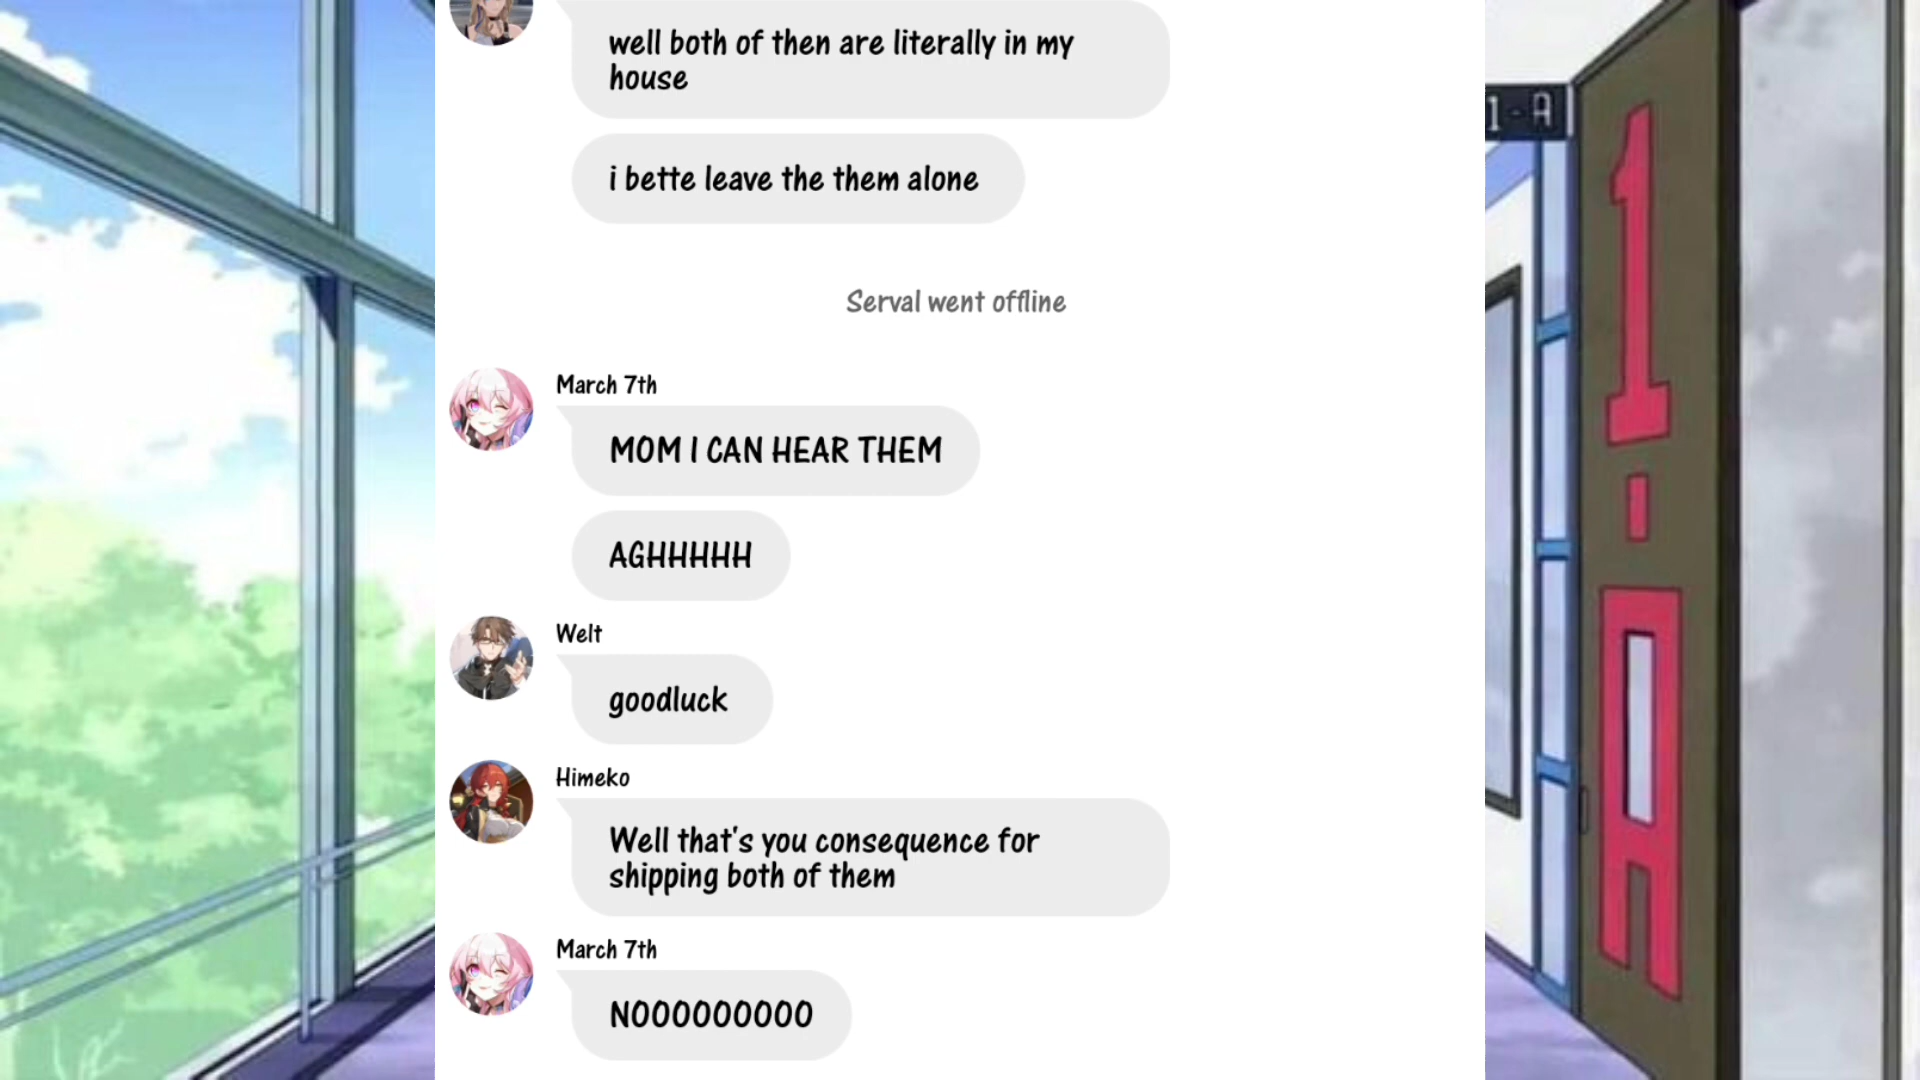 well both of then are literally in my
house
i bette leave the them alone
Serval went offline
March 7th
MOM I CAN HEAR THEM
AGHHHHH
Welt
goodluck
Himeko
Well that's you consequence for
shipping both of them
March 7th
NOOOOOOOOO
1-A
1-A